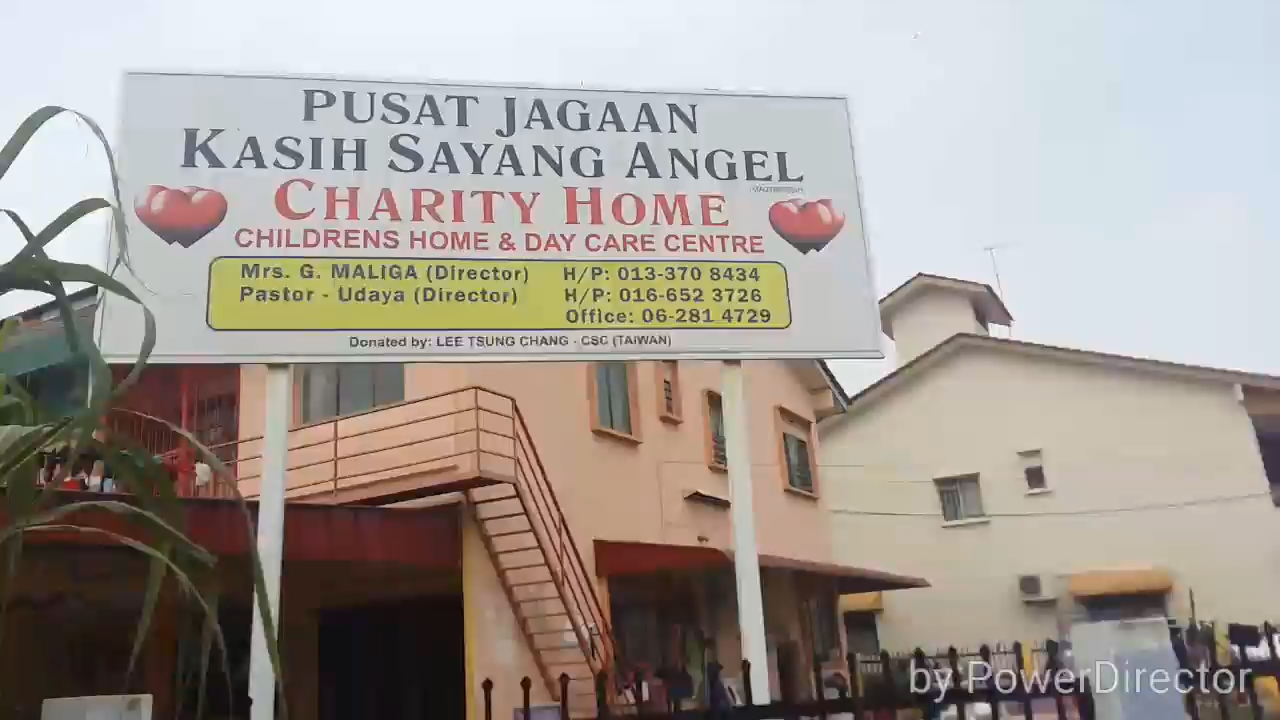 PUSAT JAGAAN
KASIH SAYANG ANGEL
CHARITY HOME
CHILDRENS HOME & DAY CARE CENTRE
Mrs. G. MALIGA (Director) H/P: 013-370 8434
Pastor - Udaya (Director) H/P: 016-652 3726
Office: 06-281 4729
Donated by: LEE TSUNG CHANG - CSC (TAIWAN)
by PowerDirector